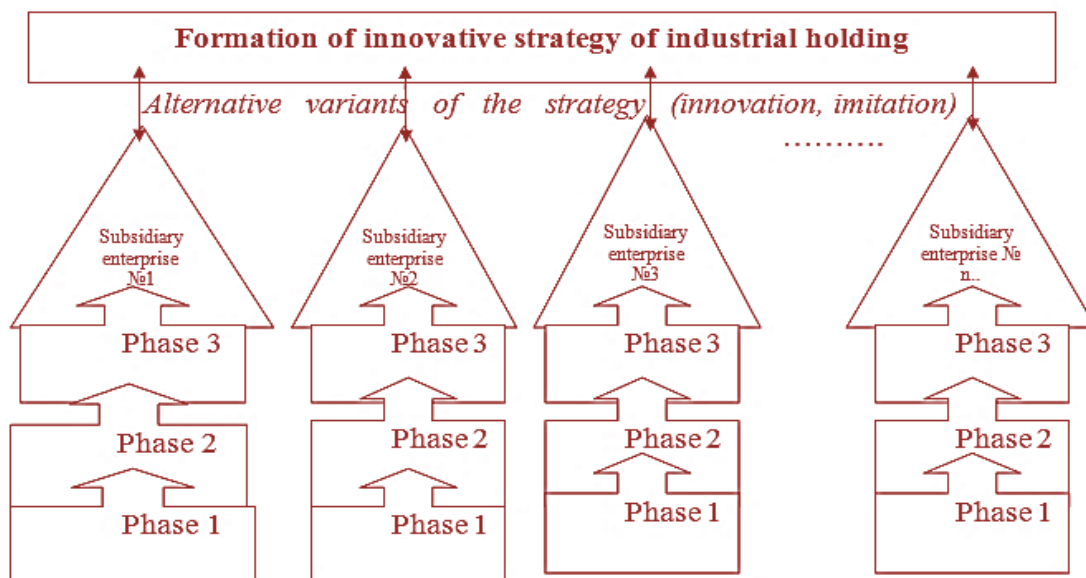 Formation of innovative strategy of industrial holding
Alternative variants of the strategy (innovation, imitation)
..........
Subsidiary
enterprise
№1
Subsidiary
enterprise
№2
Subsidiary
enterprise
№3
Subsidiary
enterprise №
n..
Phase 3
Phase 3
Phase 3
Phase 3
Phase 2
Phase 2
Phase 2
Phase 2
Phase 1
Phase 1
Phase 1
Phase 1